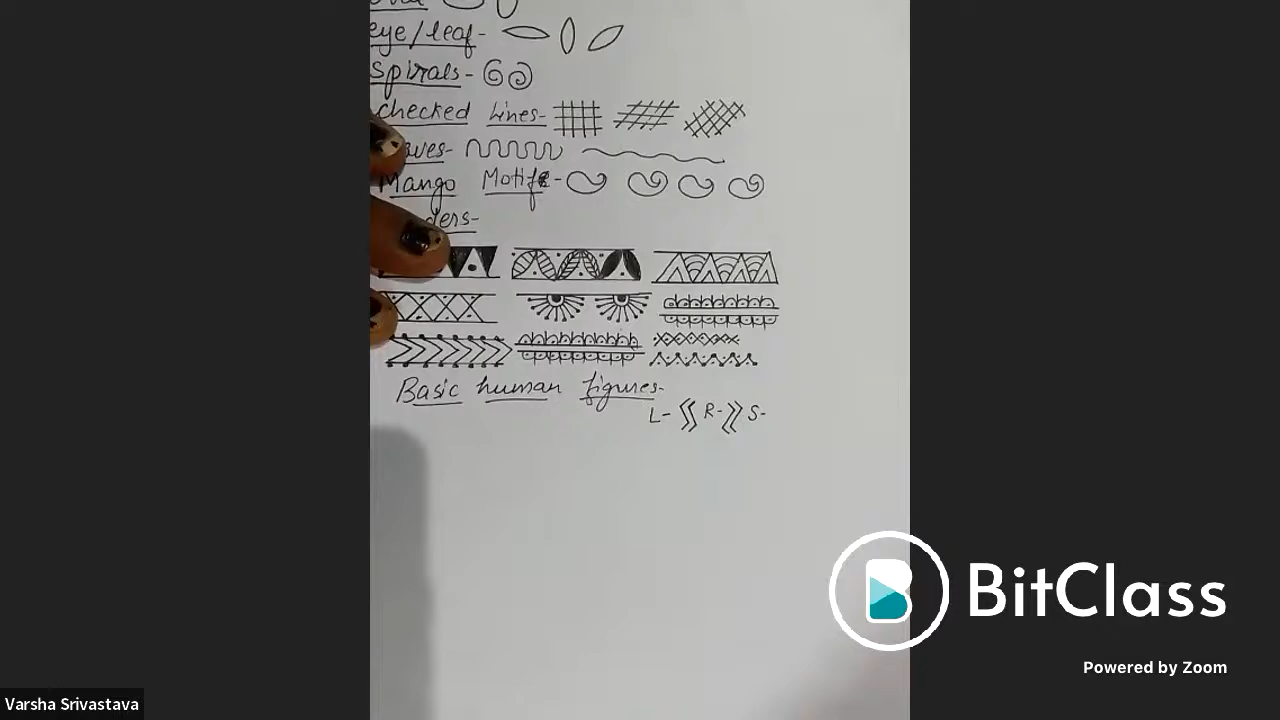 eye/leaf-
Spirals-
checked Lines-
Mango Motif-
Basic human figures-
L- R- S-
BitClass
Powered by Zoom
Varsha Srivastava